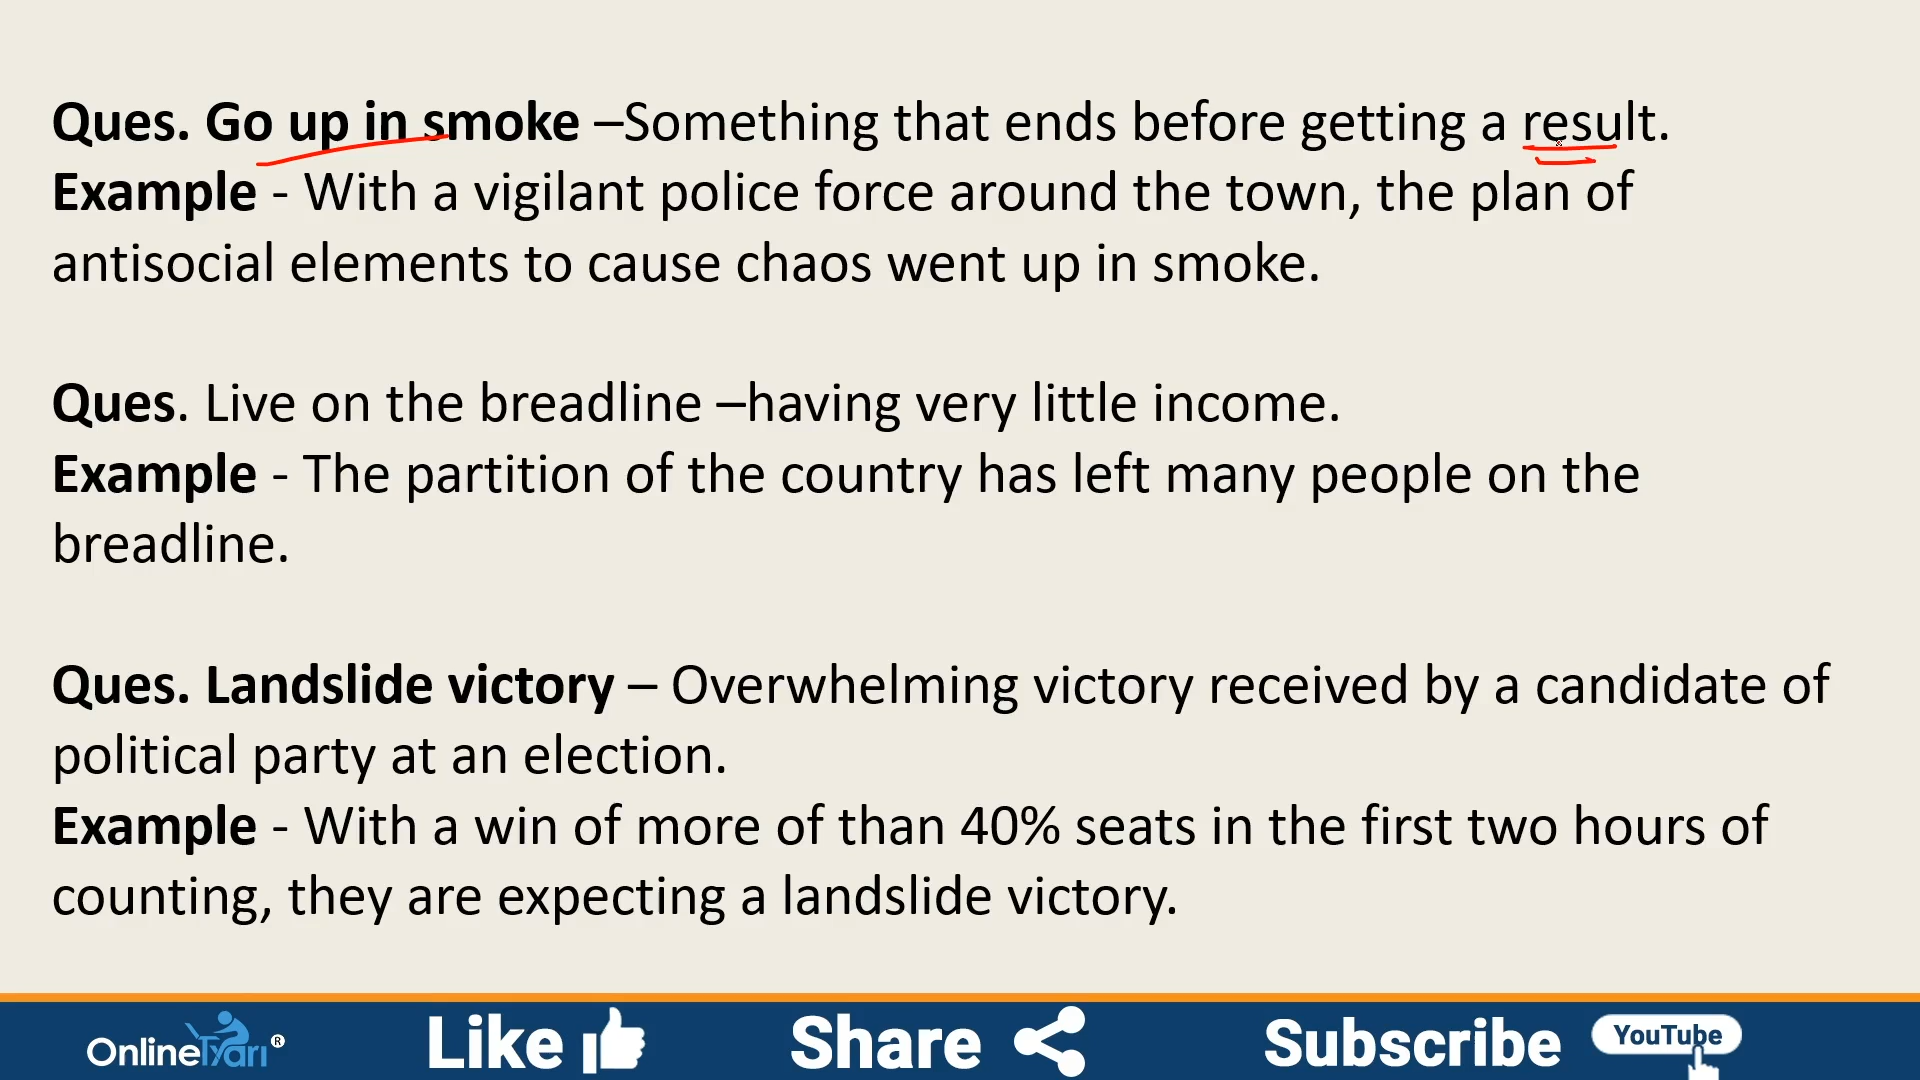 Ques. Go up in smoke –Something that ends before getting a result.
Example - With a vigilant police force around the town, the plan of
antisocial elements to cause chaos went up in smoke.
Ques. Live on the breadline –having very little income.
Example - The partition of the country has left many people on the
breadline.
Ques. Landslide victory – Overwhelming victory received by a candidate of
political party at an election.
Example - With a win of more of than 40% seats in the first two hours of
counting, they are expecting a landslide victory.
OnlineTyari ® Like Share Subscribe YouTube